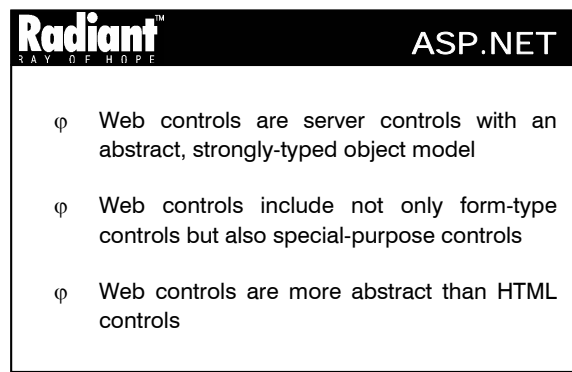 Radiant™
RAY OF HOPE
ASP.NET
φ Web controls are server controls with an
abstract, strongly-typed object model
φ Web controls include not only form-type
controls but also special-purpose controls
φ Web controls are more abstract than HTML
controls